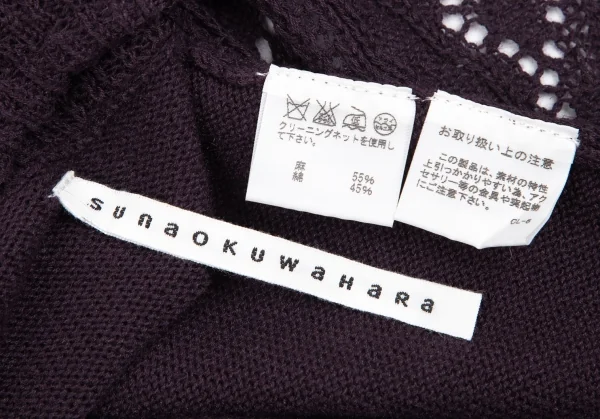 クリーニングネットを使用し
て下さい。
麻 55%
綿 45%
お取り扱い上の注意
この製品は、素材の特性
上引っかかりやすい為、アク
セサリー等の金具や突起物
にご注意下さい。
CL-8
sunaoKuwaHara